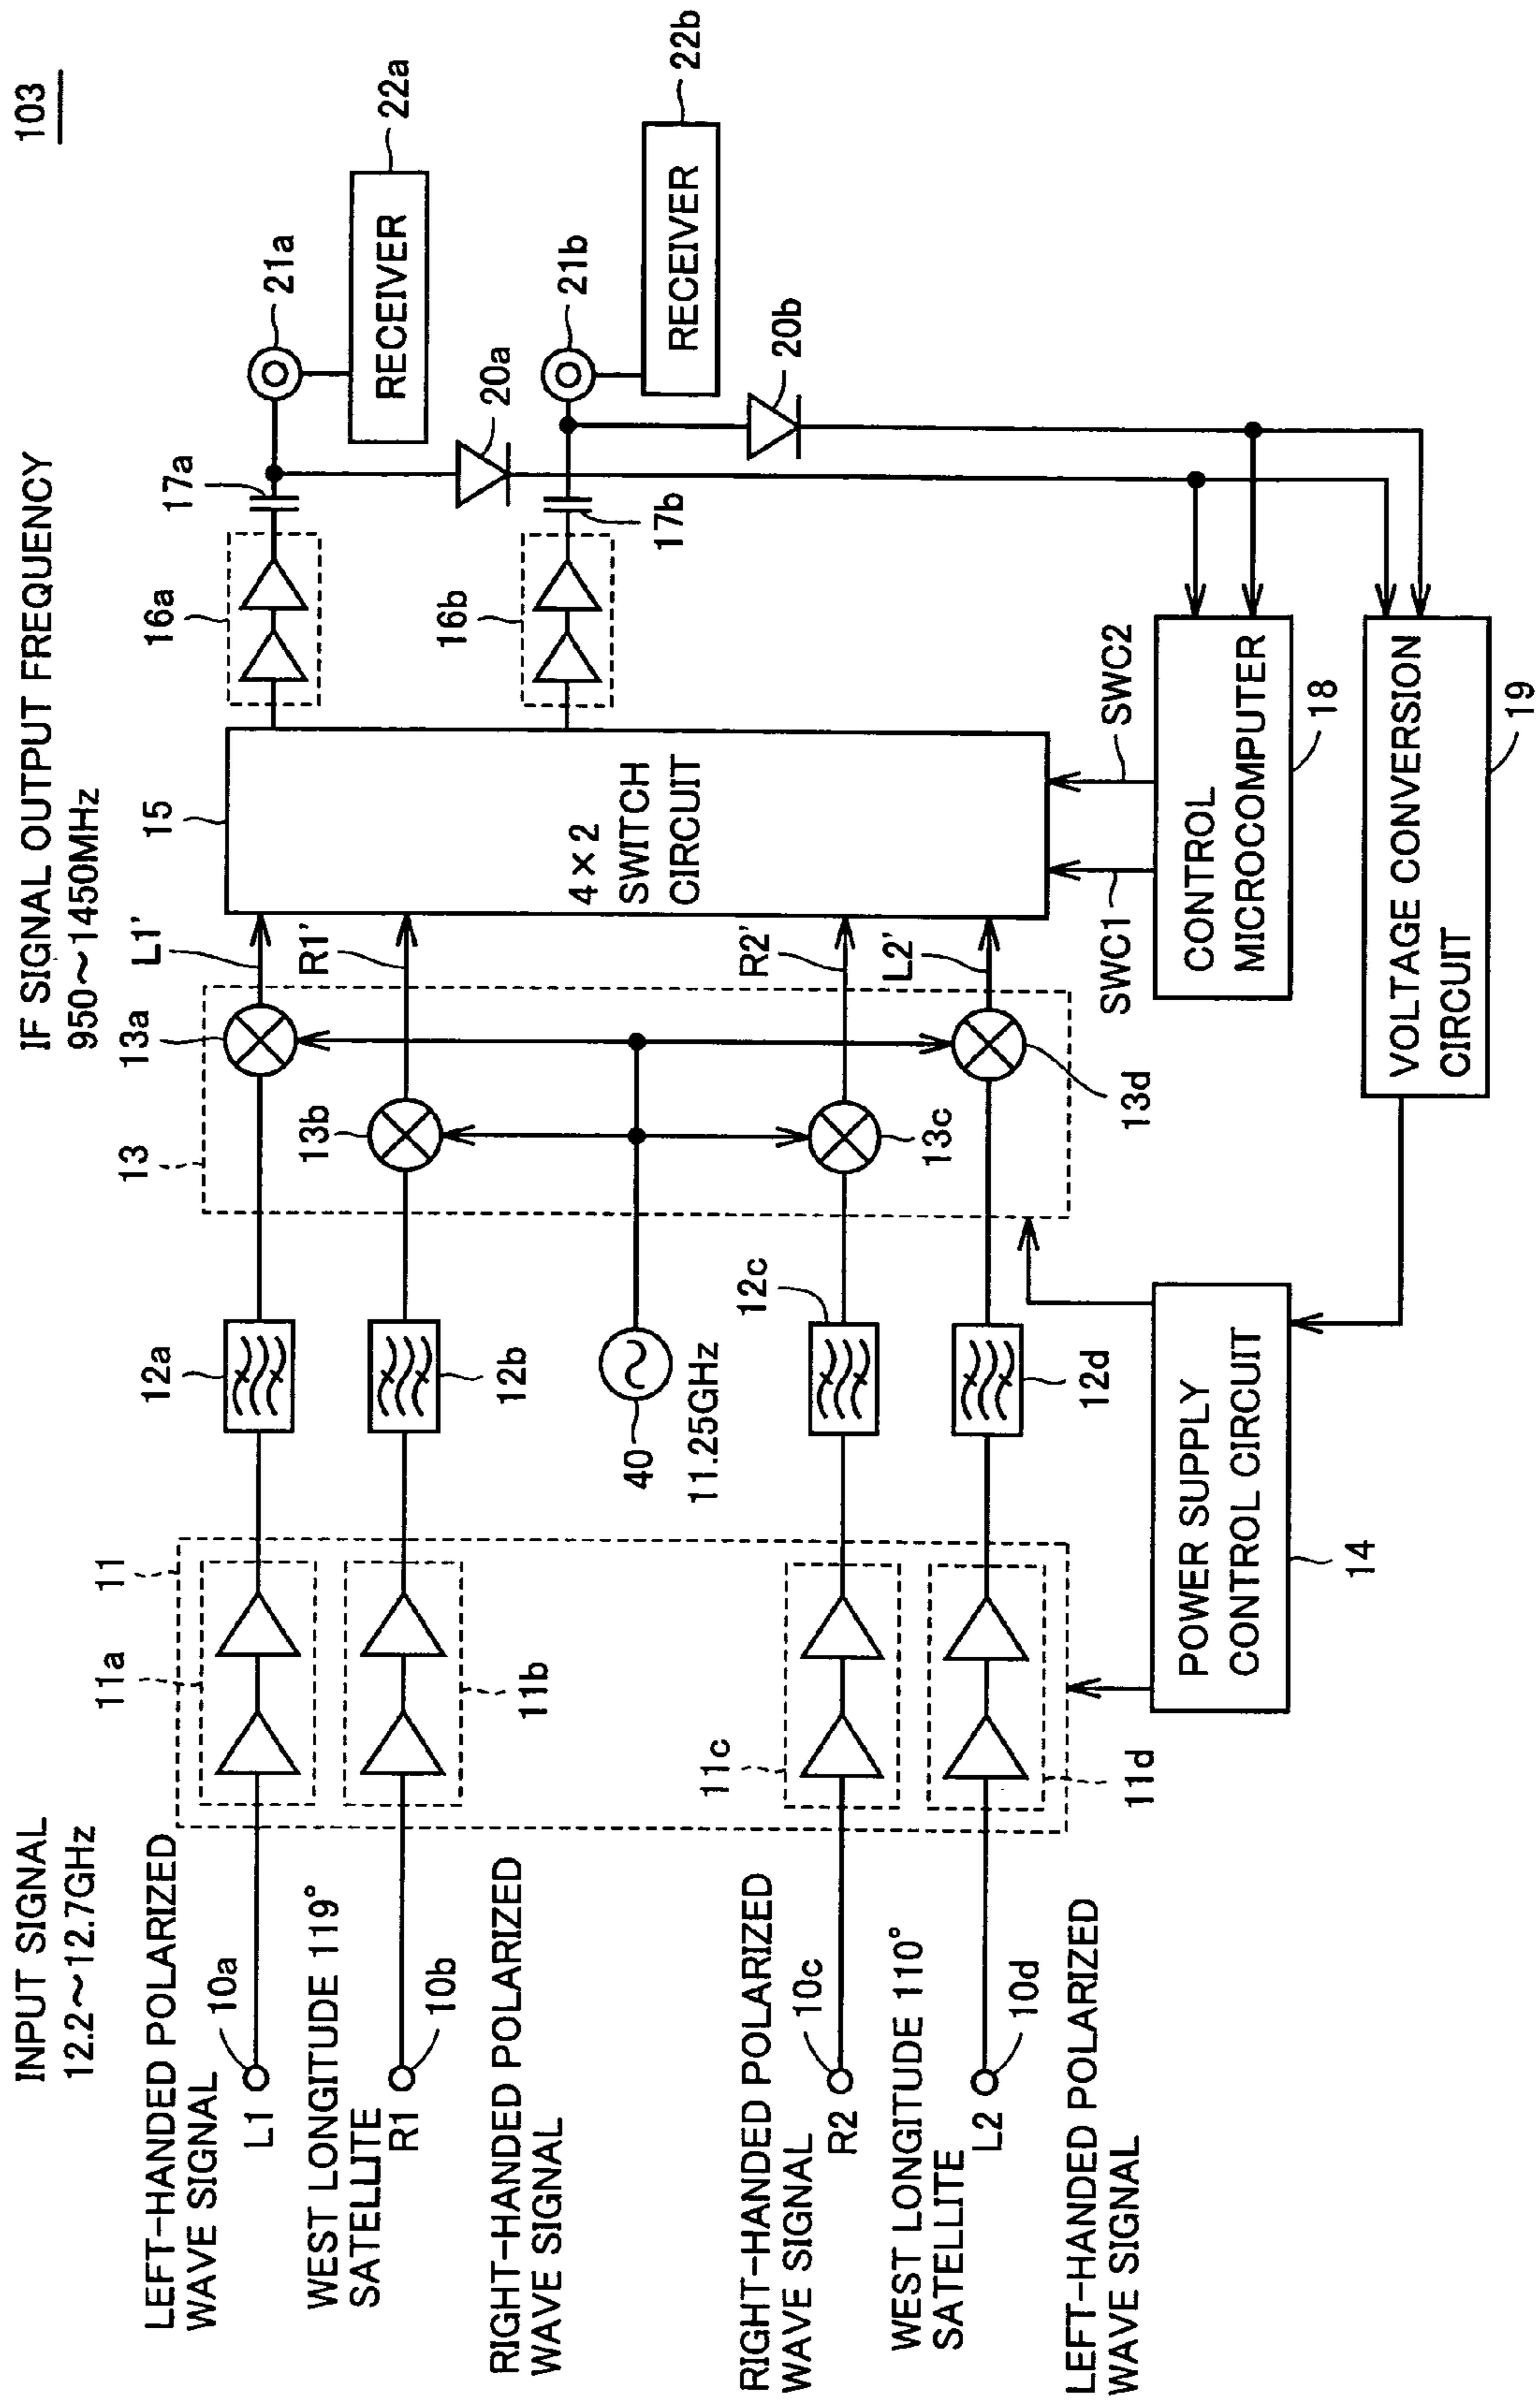 103
INPUT SIGNAL
12.2～12.7GHz
IF SIGNAL OUTPUT FREQUENCY
950～1450MHz
LEFT-HANDED POLARIZED
WAVE SIGNAL
L1
10a
11
11a
12a
13
13a
L1'
15
16a
17a
21a
22a
RECEIVER
WEST LONGITUDE 119°
SATELLITE
R1
10b
11b
12b
13b
R1'
20a
RIGHT-HANDED POLARIZED
WAVE SIGNAL
40
11.25GHz
4×2
SWITCH
CIRCUIT
16b
17b
21b
22b
RECEIVER
20b
RIGHT-HANDED POLARIZED
WAVE SIGNAL
R2
10c
11c
12c
13c
R2'
WEST LONGITUDE 110°
SATELLITE
L2
10d
11d
12d
13d
L2'
LEFT-HANDED POLARIZED
WAVE SIGNAL
SWC1
SWC2
POWER SUPPLY
CONTROL CIRCUIT
14
CONTROL
MICROCOMPUTER
18
VOLTAGE CONVERSION
CIRCUIT
19